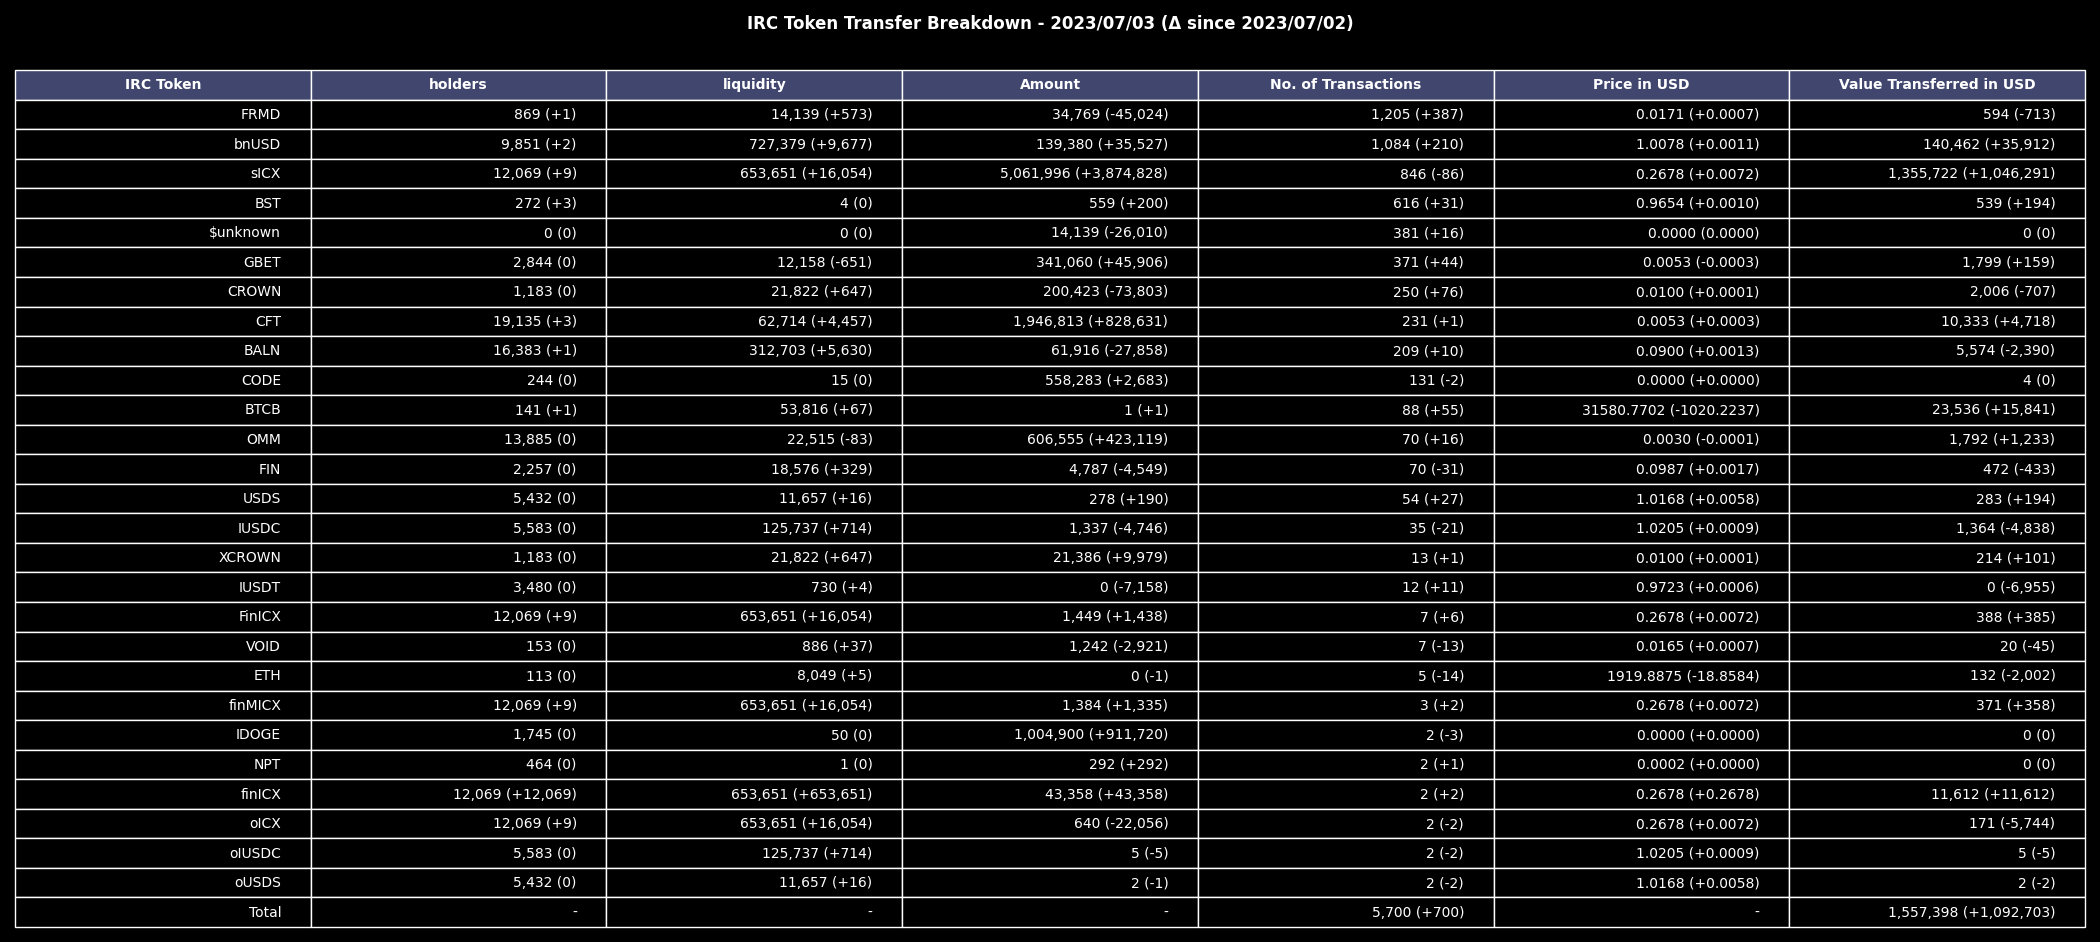 IRC Token Transfer Breakdown - 2023/07/03 (Δ since 2023/07/02)
IRC Token holders liquidity Amount No. of Transactions Price in USD Value Transferred in USD
FRMD 869 (+1) 14,139 (+573) 34,769 (-45,024) 1,205 (+387) 0.0171 (+0.0007) 594 (-713)
bnUSD 9,851 (+2) 727,379 (+9,677) 139,380 (+35,527) 1,084 (+210) 1.0078 (+0.0011) 140,462 (+35,912)
sICX 12,069 (+9) 653,651 (+16,054) 5,061,996 (+3,874,828) 846 (-86) 0.2678 (+0.0072) 1,355,722 (+1,046,291)
BST 272 (+3) 4 (0) 559 (+200) 616 (+31) 0.9654 (+0.0010) 539 (+194)
$unknown 0 (0) 0 (0) 14,139 (-26,010) 381 (+16) 0.0000 (0.0000) 0 (0)
GBET 2,844 (0) 12,158 (-651) 341,060 (+45,906) 371 (+44) 0.0053 (-0.0003) 1,799 (+159)
CROWN 1,183 (0) 21,822 (+647) 200,423 (-73,803) 250 (+76) 0.0100 (+0.0001) 2,006 (-707)
CFT 19,135 (+3) 62,714 (+4,457) 1,946,813 (+828,631) 231 (+1) 0.0053 (+0.0003) 10,333 (+4,718)
BALN 16,383 (+1) 312,703 (+5,630) 61,916 (-27,858) 209 (+10) 0.0900 (+0.0013) 5,574 (-2,390)
CODE 244 (0) 15 (0) 558,283 (+2,683) 131 (-2) 0.0000 (+0.0000) 4 (0)
BTCB 141 (+1) 53,816 (+67) 1 (+1) 88 (+55) 31580.7702 (-1020.2237) 23,536 (+15,841)
OMM 13,885 (0) 22,515 (-83) 606,555 (+423,119) 70 (+16) 0.0030 (-0.0001) 1,792 (+1,233)
FIN 2,257 (0) 18,576 (+329) 4,787 (-4,549) 70 (-31) 0.0987 (+0.0017) 472 (-433)
USDS 5,432 (0) 11,657 (+16) 278 (+190) 54 (+27) 1.0168 (+0.0058) 283 (+194)
IUSDC 5,583 (0) 125,737 (+714) 1,337 (-4,746) 35 (-21) 1.0205 (+0.0009) 1,364 (-4,838)
XCROWN 1,183 (0) 21,822 (+647) 21,386 (+9,979) 13 (+1) 0.0100 (+0.0001) 214 (+101)
IUSDT 3,480 (0) 730 (+4) 0 (-7,158) 12 (+11) 0.9723 (+0.0006) 0 (-6,955)
FinICX 12,069 (+9) 653,651 (+16,054) 1,449 (+1,438) 7 (+6) 0.2678 (+0.0072) 388 (+385)
VOID 153 (0) 886 (+37) 1,242 (-2,921) 7 (-13) 0.0165 (+0.0007) 20 (-45)
ETH 113 (0) 8,049 (+5) 0 (-1) 5 (-14) 1919.8875 (-18.8584) 132 (-2,002)
finMICX 12,069 (+9) 653,651 (+16,054) 1,384 (+1,335) 3 (+2) 0.2678 (+0.0072) 371 (+358)
IDOGE 1,745 (0) 50 (0) 1,004,900 (+911,720) 2 (-3) 0.0000 (+0.0000) 0 (0)
NPT 464 (0) 1 (0) 292 (+292) 2 (+1) 0.0002 (+0.0000) 0 (0)
finICX 12,069 (+12,069) 653,651 (+653,651) 43,358 (+43,358) 2 (+2) 0.2678 (+0.2678) 11,612 (+11,612)
oICX 12,069 (+9) 653,651 (+16,054) 640 (-22,056) 2 (-2) 0.2678 (+0.0072) 171 (-5,744)
oIUSDC 5,583 (0) 125,737 (+714) 5 (-5) 2 (-2) 1.0205 (+0.0009) 5 (-5)
oUSDS 5,432 (0) 11,657 (+16) 2 (-1) 2 (-2) 1.0168 (+0.0058) 2 (-2)
Total - - - 5,700 (+700) - 1,557,398 (+1,092,703)